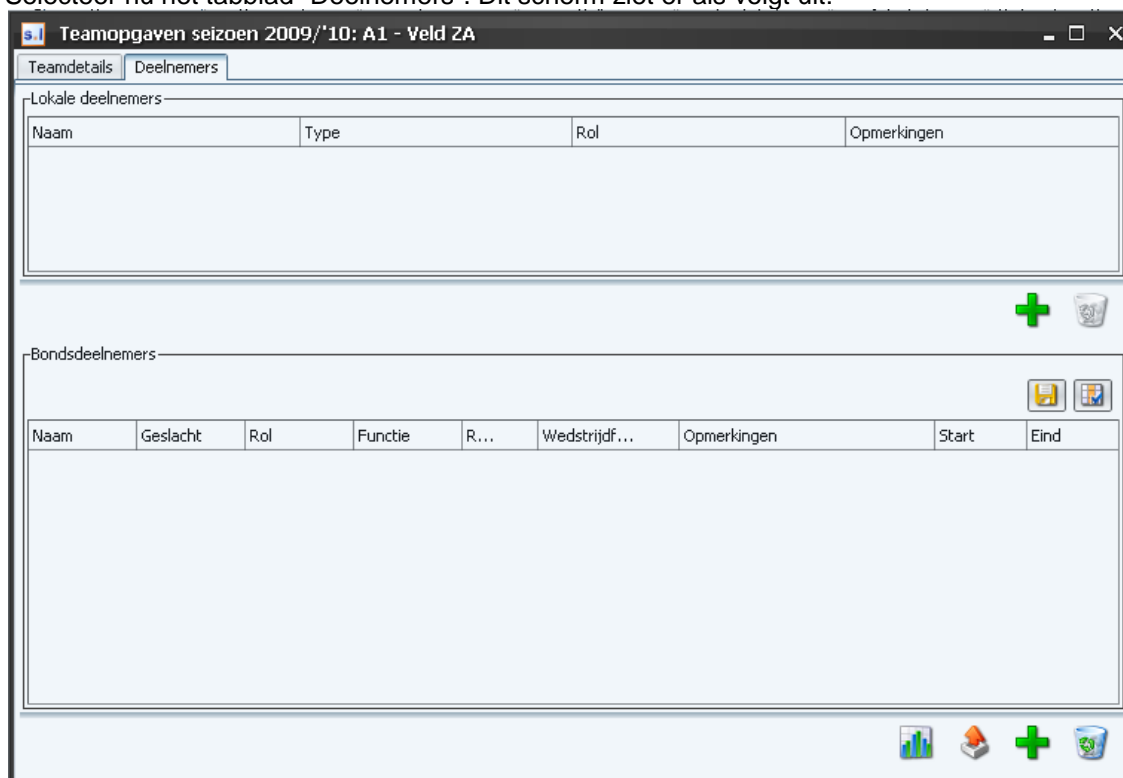 Selecteer nu het tabblad "Deelnemers". Dit scherm ziet er als volgt uit:
s.l Teamopgaven seizoen 2009/'10: A1 - Veld ZA
Teamdetails Deelnemers
Lokale deelnemers
Naam Type Rol Opmerkingen
Bondsdeelnemers
Naam Geslacht Rol Functie R... Wedstrijdf... Opmerkingen Start Eind